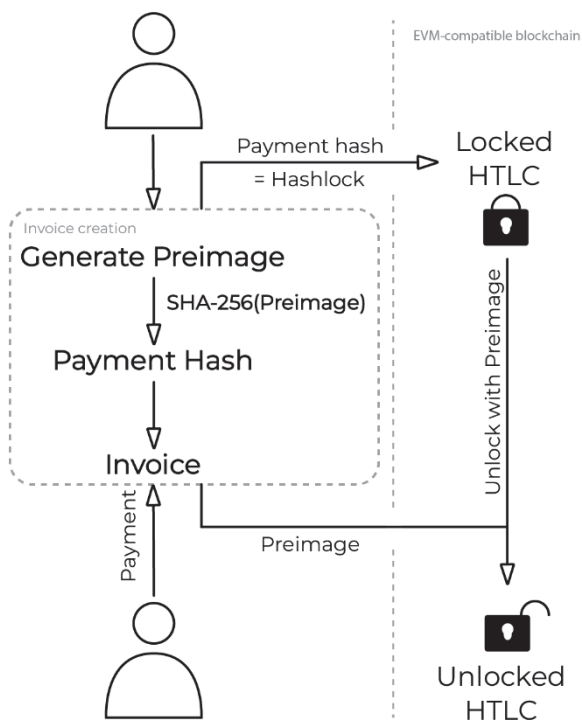 EVM-compatible blockchain
Payment hash
= Hashlock
Locked
HTLC
Invoice creation
Generate Preimage
SHA-256(Preimage)
Payment Hash
Invoice
Unlock with Preimage
Payment
Preimage
Unlocked
HTLC